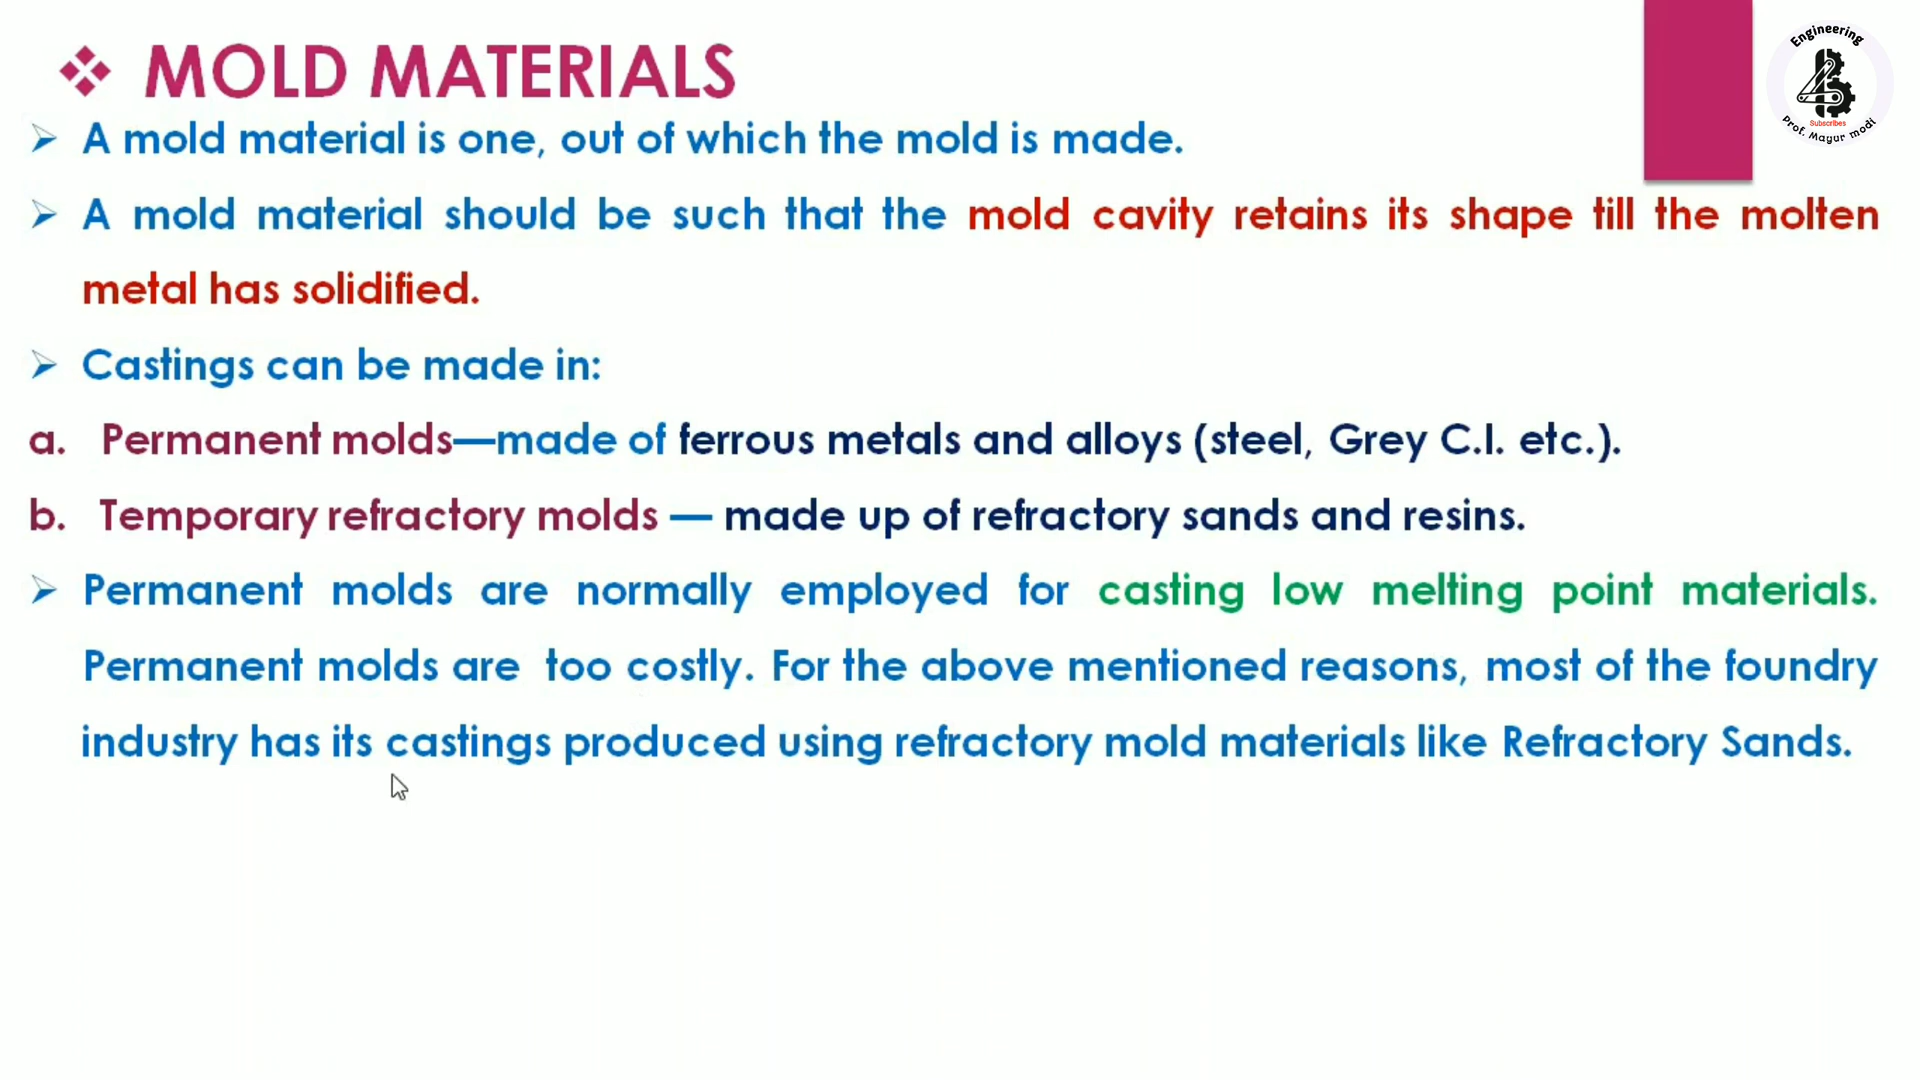 ❖ MOLD MATERIALS
Engineering
Subscribes
Prof. Mayur modi
➢ A mold material is one, out of which the mold is made.
➢ A mold material should be such that the mold cavity retains its shape till the molten
metal has solidified.
➢ Castings can be made in:
a. Permanent molds—made of ferrous metals and alloys (steel, Grey C.I. etc.).
b. Temporary refractory molds — made up of refractory sands and resins.
➢ Permanent molds are normally employed for casting low melting point materials.
Permanent molds are too costly. For the above mentioned reasons, most of the foundry
industry has its castings produced using refractory mold materials like Refractory Sands.